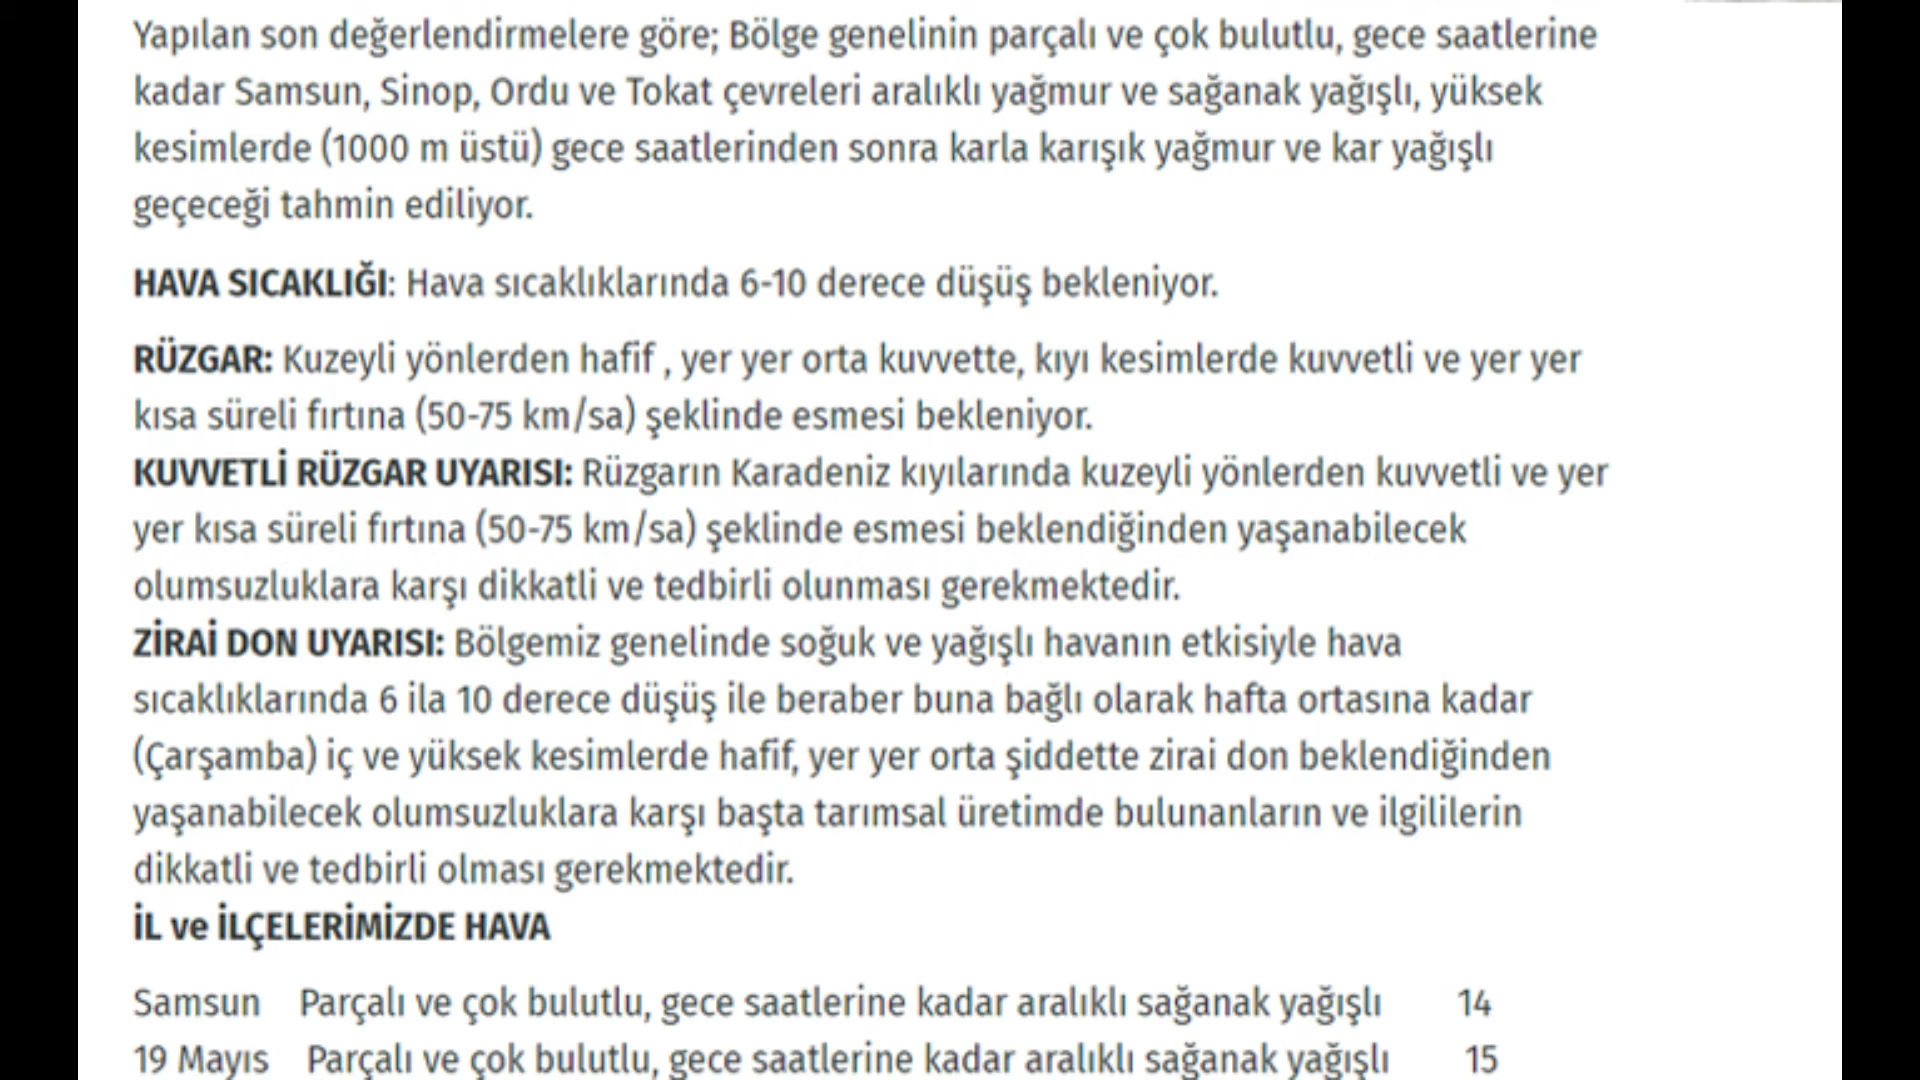 Yapılan son değerlendirmelere göre; Bölge genelinin parçalı ve çok bulutlu, gece saatlerine
kadar Samsun, Sinop, Ordu ve Tokat çevreleri aralıklı yağmur ve sağanak yağışlı, yüksek
kesimlerde (1000 m üstü) gece saatlerinden sonra karla karışık yağmur ve kar yağışlı
geçeceği tahmin ediliyor.
HAVA SICAKLIĞI: Hava sıcaklıklarında 6-10 derece düşüş bekleniyor.
RÜZGAR: Kuzeyli yönlerden hafif , yer yer orta kuvvette, kıyı kesimlerde kuvvetli ve yer yer
kısa süreli fırtına (50-75 km/sa) şeklinde esmesi bekleniyor.
KUVVETLİ RÜZGAR UYARISI: Rüzgarın Karadeniz kıyılarında kuzeyli yönlerden kuvvetli ve yer
yer kısa süreli fırtına (50-75 km/sa) şeklinde esmesi beklendiğinden yaşanabilecek
olumsuzluklara karşı dikkatli ve tedbirli olunması gerekmektedir.
ZİRAİ DON UYARISI: Bölgemiz genelinde soğuk ve yağışlı havanın etkisiyle hava
sıcaklıklarında 6 ila 10 derece düşüş ile beraber buna bağlı olarak hafta ortasına kadar
(Çarşamba) iç ve yüksek kesimlerde hafif, yer yer orta şiddette zirai don beklendiğinden
yaşanabilecek olumsuzluklara karşı başta tarımsal üretimde bulunanların ve ilgililerin
dikkatli ve tedbirli olması gerekmektedir.
İL ve İLÇELERİMİZDE HAVA
Samsun Parçalı ve çok bulutlu, gece saatlerine kadar aralıklı sağanak yağışlı 14
19 Mayıs Parçalı ve çok bulutlu, gece saatlerine kadar aralıklı sağanak yağışlı 15